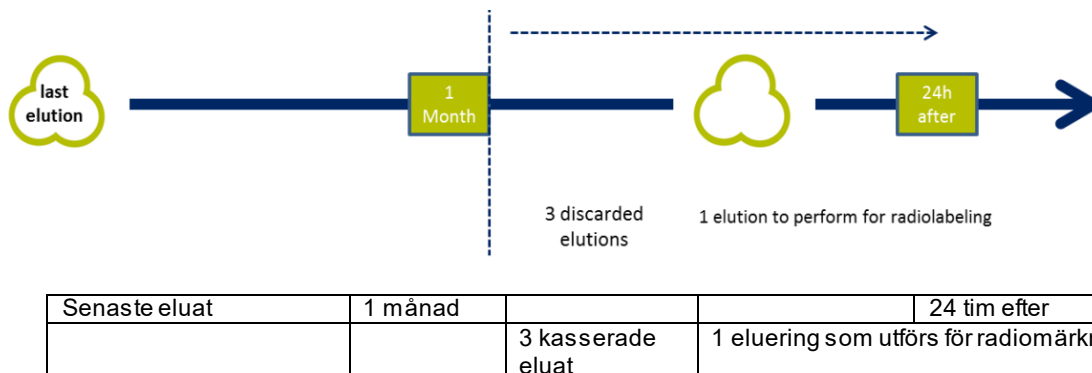 last
elution
1
Month
24h
after
3 discarded
elutions
1 elution to perform for radiolabeling
Senaste eluat 1 månad 24 tim efter
3 kasserade
eluat
1 eluering som utförs för